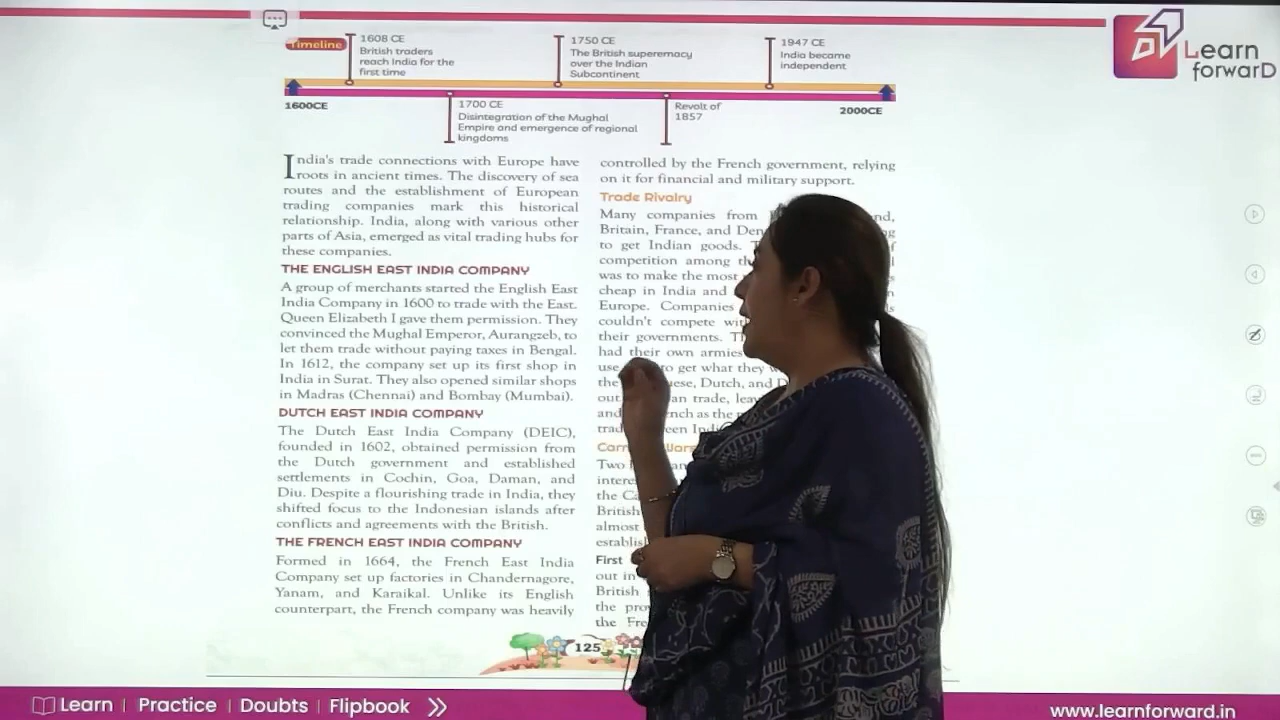 Timeline
1608 CE
British traders
reach India for the
first time
1750 CE
The British superemacy
over the Indian
Subcontinent
1947 CE
India became
independent
1600CE
1700 CE
Disintegration of the Mughal
Empire and emergence of regional
kingdoms
Revolt of
1857
2000CE
India's trade connections with Europe have
roots in ancient times. The discovery of sea
routes and the establishment of European
trading companies mark this historical
relationship. India, along with various other
parts of Asia, emerged as vital trading hubs for
these companies.
THE ENGLISH EAST INDIA COMPANY
A group of merchants started the English East
India Company in 1600 to trade with the East.
Queen Elizabeth I gave them permission. They
convinced the Mughal Emperor, Aurangzeb, to
let them trade without paying taxes in Bengal.
In 1612, the company set up its first shop in
India in Surat. They also opened similar shops
in Madras (Chennai) and Bombay (Mumbai).
DUTCH EAST INDIA COMPANY
The Dutch East India Company (DEIC),
founded in 1602, obtained permission from
the Dutch government and established
settlements in Cochin, Goa, Daman, and
Diu. Despite a flourishing trade in India, they
shifted focus to the Indonesian islands after
conflicts and agreements with the British.
THE FRENCH EAST INDIA COMPANY
Formed in 1664, the French East India
Company set up factories in Chandernagore,
Yanam, and Karaikal. Unlike its English
counterpart, the French company was heavily
controlled by the French government, relying
on it for financial and military support.
Trade Rivalry
Many companies from
Britain, France, and
to get Indian goods.
competition among
was to make the most
cheap in India and
Europe. Companies
couldn't compete
their governments.
had their own armies
to get what they
the Dutch, and
out trade,
and as the
Two
the
British
almost
First
out in
British
the
the
125
Learn
forwarD
Learn | Practice | Doubts | Flipbook
www.learnforward.in